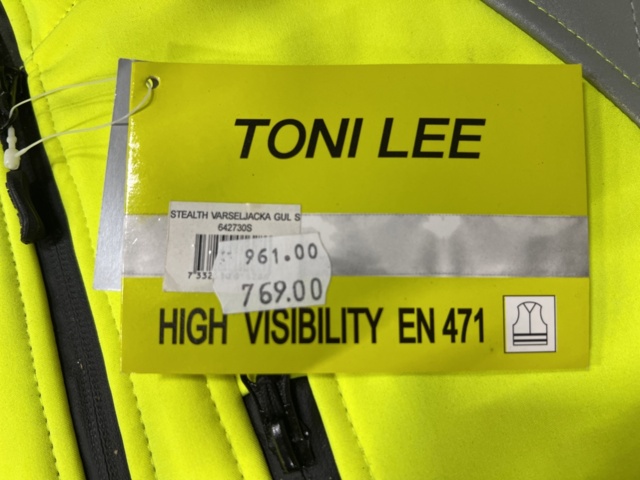 TONI LEE
STEALTH VARSELJACKA GUL S
642730S
961.00
769.00
HIGH VISIBILITY EN 471